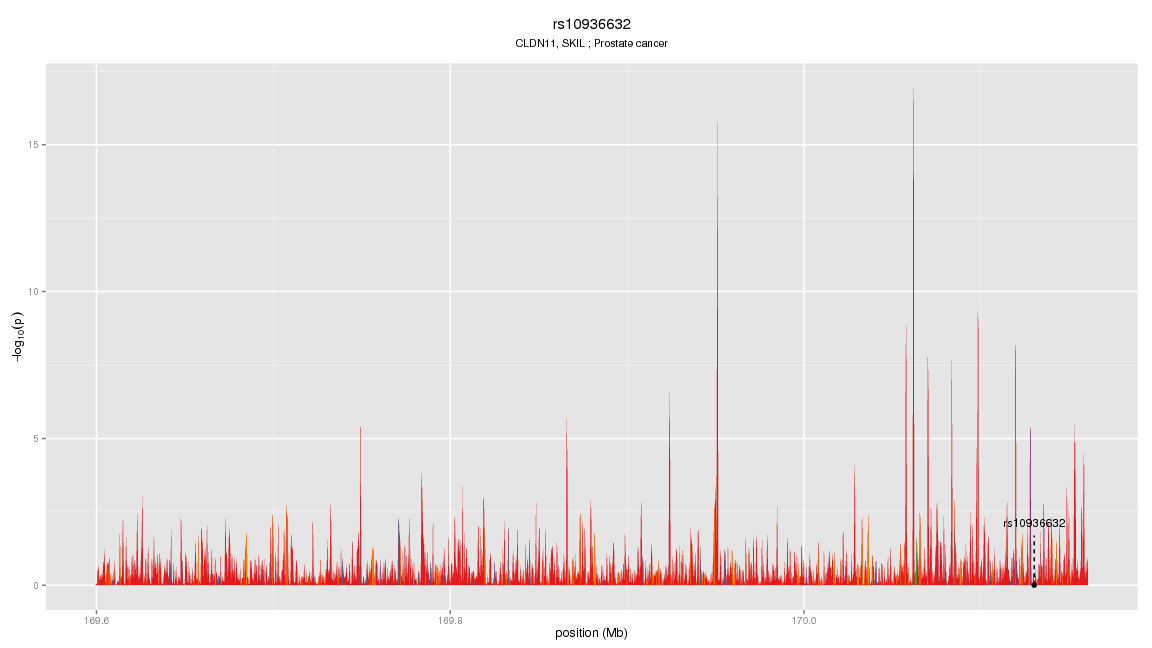 rs10936632
CLDN11, SKIL ; Prostate cancer
15
10
5
0
−log10(p)
rs10936632
169.6
169.8
170.0
position (Mb)